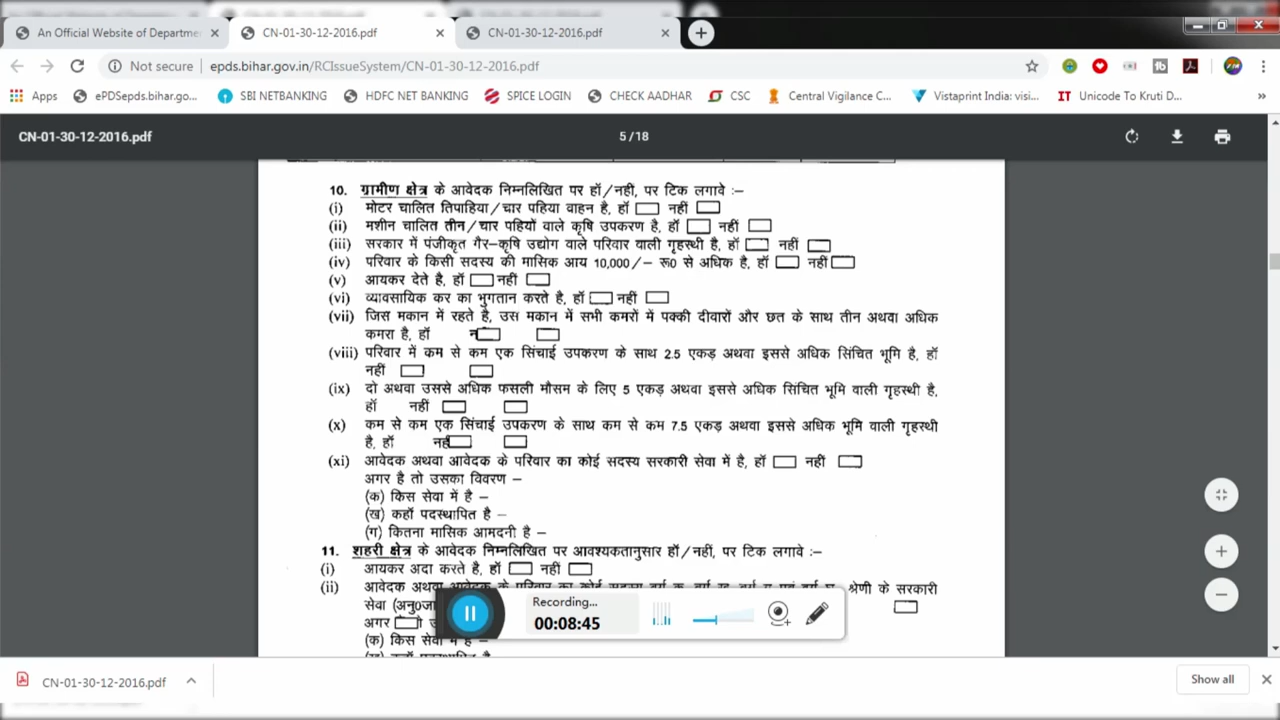 An Official Website of Departme
CN-01-30-12-2016.pdf
CN-01-30-12-2016.pdf
Not secure
epds.bihar.gov.in/RCIssueSystem/CN-01-30-12-2016.pdf
Apps
ePDSepds.bihar.go...
SBI NETBANKING
HDFC NET BANKING
SPICE LOGIN
CHECK AADHAR
CSC
Central Vigilance C...
Vistaprint India: visi...
Unicode To Kruti D...
CN-01-30-12-2016.pdf
5 / 18
10. ग्रामीण क्षेत्र के आवेदक निम्नलिखित पर हॉ/नहीं, पर टिक लगावे :–
(i) मोटर चालित तिपाहिया/चार पहिया वाहन है, हॉ नहीं
(ii) मशीन चालित तीन/चार पहियों वाले कृषि उपकरण है, हॉ नहीं
(iii) सरकार में पंजीकृत गैर–कृषि उद्योग वाले परिवार वाली गृहस्थी है, हॉ नहीं
(iv) परिवार के किसी सदस्य की मासिक आय 10,000/– रू0 से अधिक है, हॉ नहीं
(v) आयकर देते है, हॉ नहीं
(vi) व्यावसायिक कर का भुगतान करते है, हॉ नहीं
(vii) जिस मकान में रहते है, उस मकान में सभी कमरों में पक्की दीवारों और छत के साथ तीन अथवा अधिक
कमरा है, हॉ
(viii) परिवार में कम से कम एक सिंचाई उपकरण के साथ 2.5 एकड़ अथवा इससे अधिक सिंचित भूमि है, हॉ
नहीं
(ix) दो अथवा उससे अधिक फसली मौसम के लिए 5 एकड़ अथवा इससे अधिक सिंचित भूमि वाली गृहस्थी है,
हॉ नहीं
(x) कम से कम एक सिंचाई उपकरण के साथ कम से कम 7.5 एकड़ अथवा इससे अधिक भूमि वाली गृहस्थी
है, हॉ
(xi) आवेदक अथवा आवेदक के परिवार का कोई सदस्य सरकारी सेवा में है, हॉ नहीं
अगर है तो उसका विवरण –
(क) किस सेवा में है –
(ख) कहॉ पदस्थापित है –
(ग) कितना मासिक आमदनी है –
11. शहरी क्षेत्र के आवेदक निम्नलिखित पर आवश्यकतानुसार हॉ/नहीं, पर टिक लगावे :–
(i) आयकर अदा करते है, हॉ नहीं
(ii) आवेदक अथवा आवेदक के परिवार का कोई सदस्य श्रेणी के सरकारी
सेवा (अनु0जा
अगर
(क) किस सेवा में है –
Recording...
00:08:45
CN-01-30-12-2016.pdf
Show all